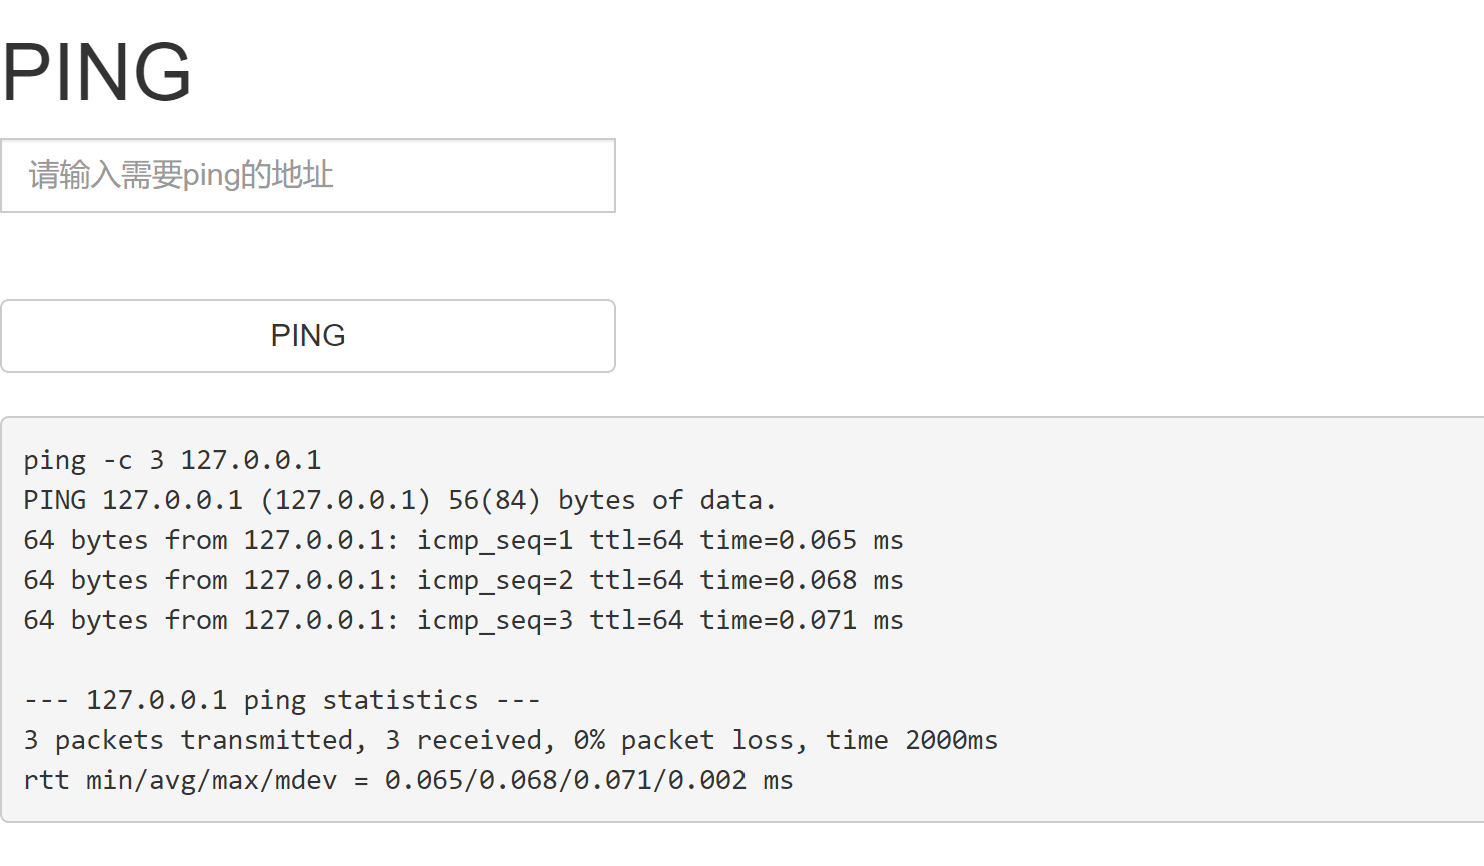 PING
请输入需要ping的地址
PING
ping -c 3 127.0.0.1
PING 127.0.0.1 (127.0.0.1) 56(84) bytes of data.
64 bytes from 127.0.0.1: icmp_seq=1 ttl=64 time=0.065 ms
64 bytes from 127.0.0.1: icmp_seq=2 ttl=64 time=0.068 ms
64 bytes from 127.0.0.1: icmp_seq=3 ttl=64 time=0.071 ms
--- 127.0.0.1 ping statistics ---
3 packets transmitted, 3 received, 0% packet loss, time 2000ms
rtt min/avg/max/mdev = 0.065/0.068/0.071/0.002 ms